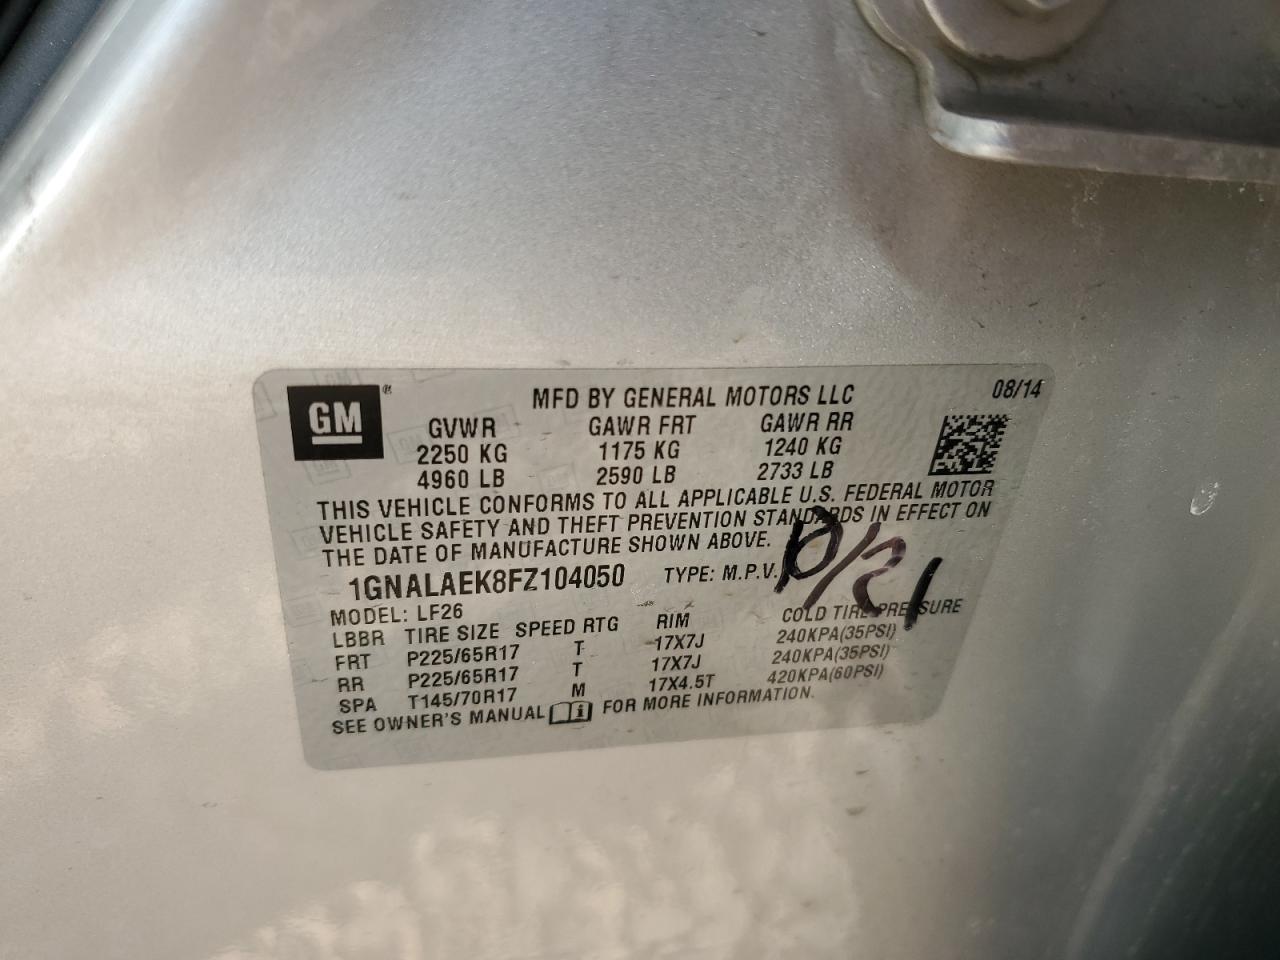 GM ®
MFD BY GENERAL MOTORS LLC 08/14
GVWR GAWR FRT GAWR RR
2250 KG 1175 KG 1240 KG
4960 LB 2590 LB 2733 LB
THIS VEHICLE CONFORMS TO ALL APPLICABLE U.S. FEDERAL MOTOR
VEHICLE SAFETY AND THEFT PREVENTION STANDARDS IN EFFECT ON
THE DATE OF MANUFACTURE SHOWN ABOVE.
1GNALAEK8FZ104050 TYPE: M.P.V.
MODEL: LF26
LBBR TIRE SIZE SPEED RTG RIM COLD TIRE PRESSURE
FRT P225/65R17 T 17X7J 240KPA(35PSI)
RR P225/65R17 T 17X7J 240KPA(35PSI)
SPA T145/70R17 M 17X4.5T 420KPA(60PSI)
SEE OWNER'S MANUAL FOR MORE INFORMATION.